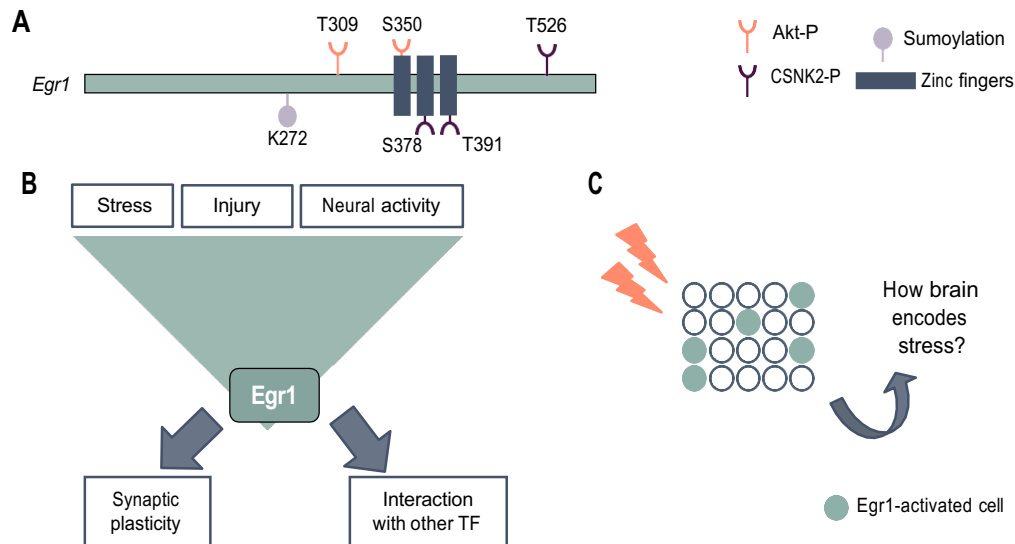 A
T309
S350
T526
Egr1
K272
S378
T391
Akt-P
Sumoylation
CSNK2-P
Zinc fingers
B
Stress
Injury
Neural activity
Egr1
Synaptic
plasticity
Interaction
with other TF
C
How brain
encodes
stress?
Egr1-activated cell